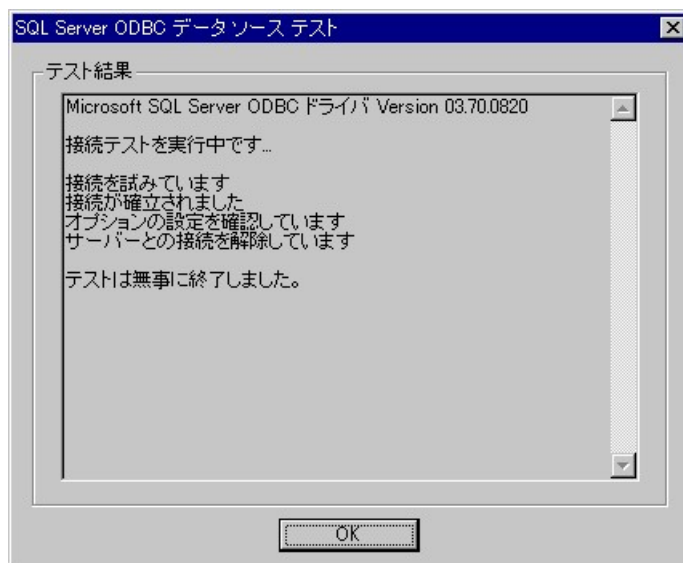 SQL Server ODBC データ ソース テスト
テスト結果
Microsoft SQL Server ODBC ドライバ Version 03.70.0820
接続テストを実行中です...
接続を試みています
接続が確立されました
オプションの設定を確認しています
サーバーとの接続を解除しています
テストは無事に終了しました。
OK